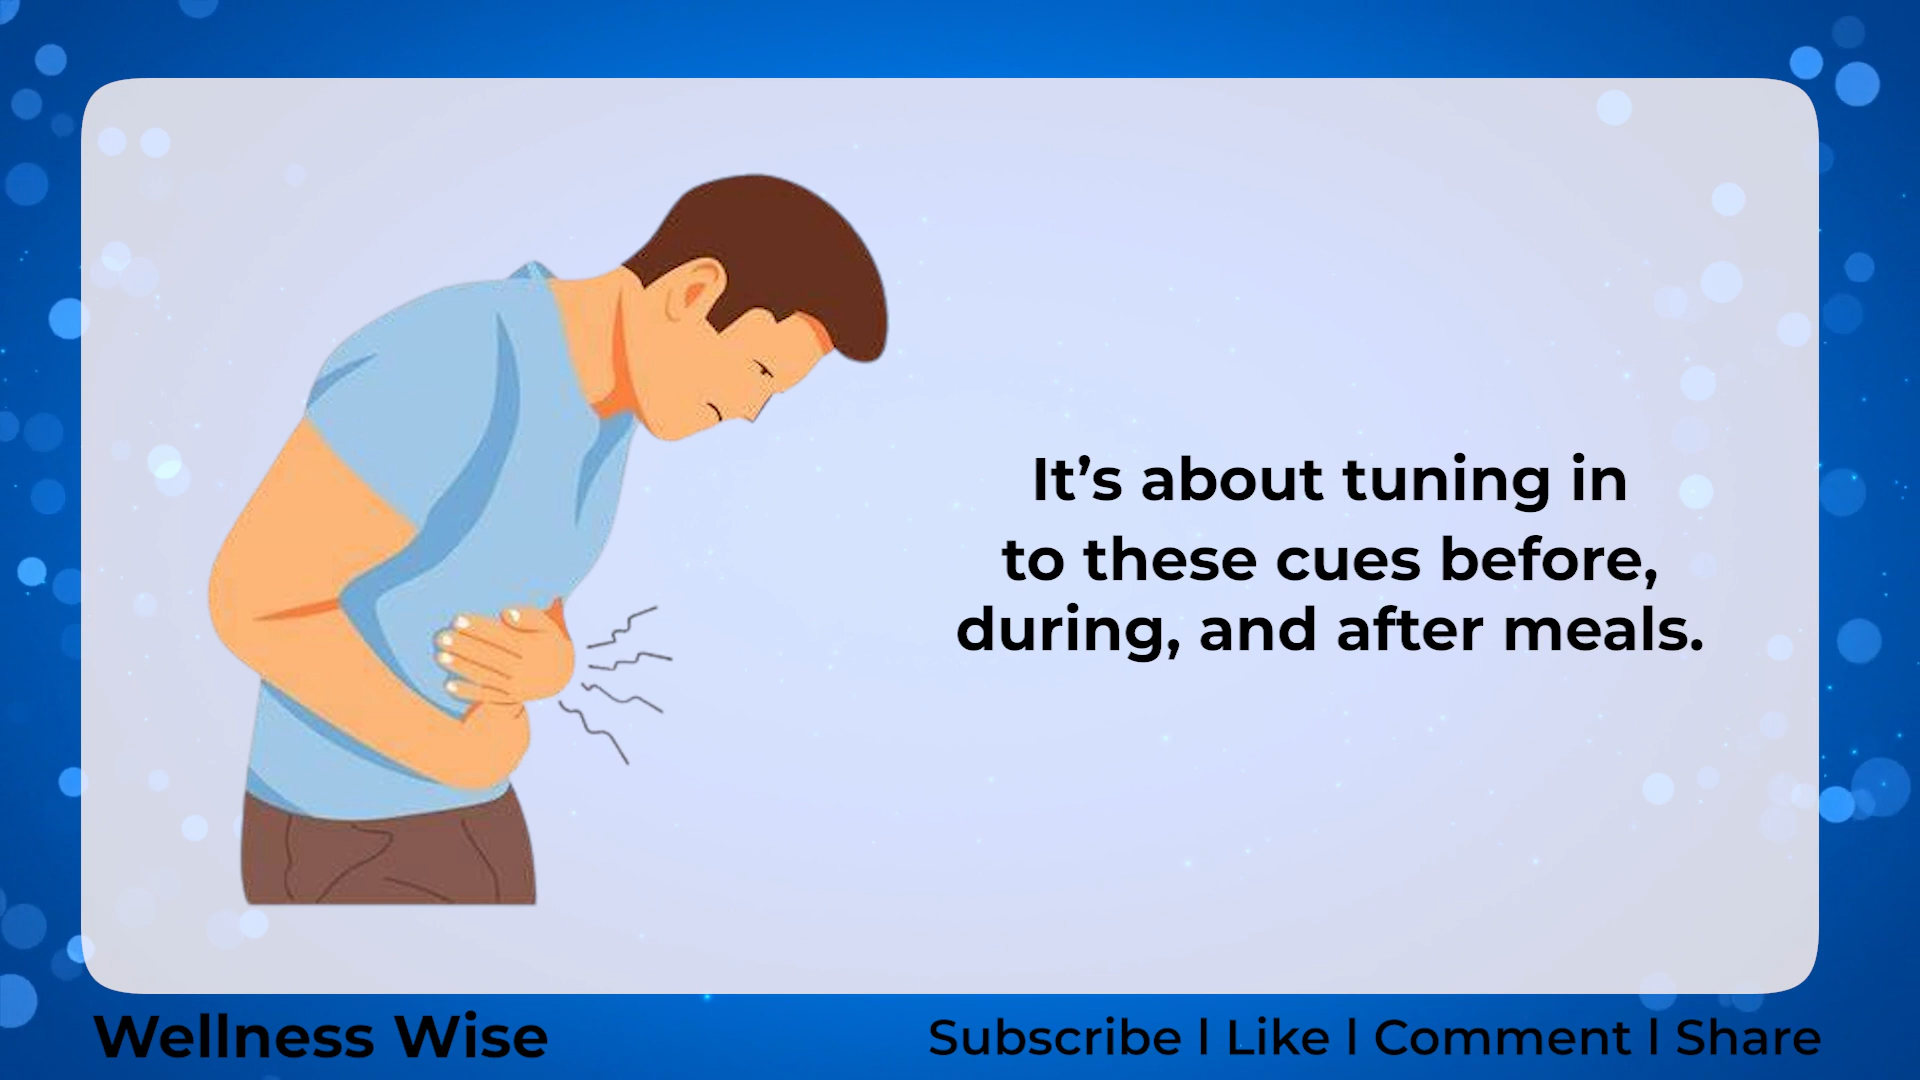 It’s about tuning in
to these cues before,
during, and after meals.
Wellness Wise
Subscribe l Like l Comment l Share